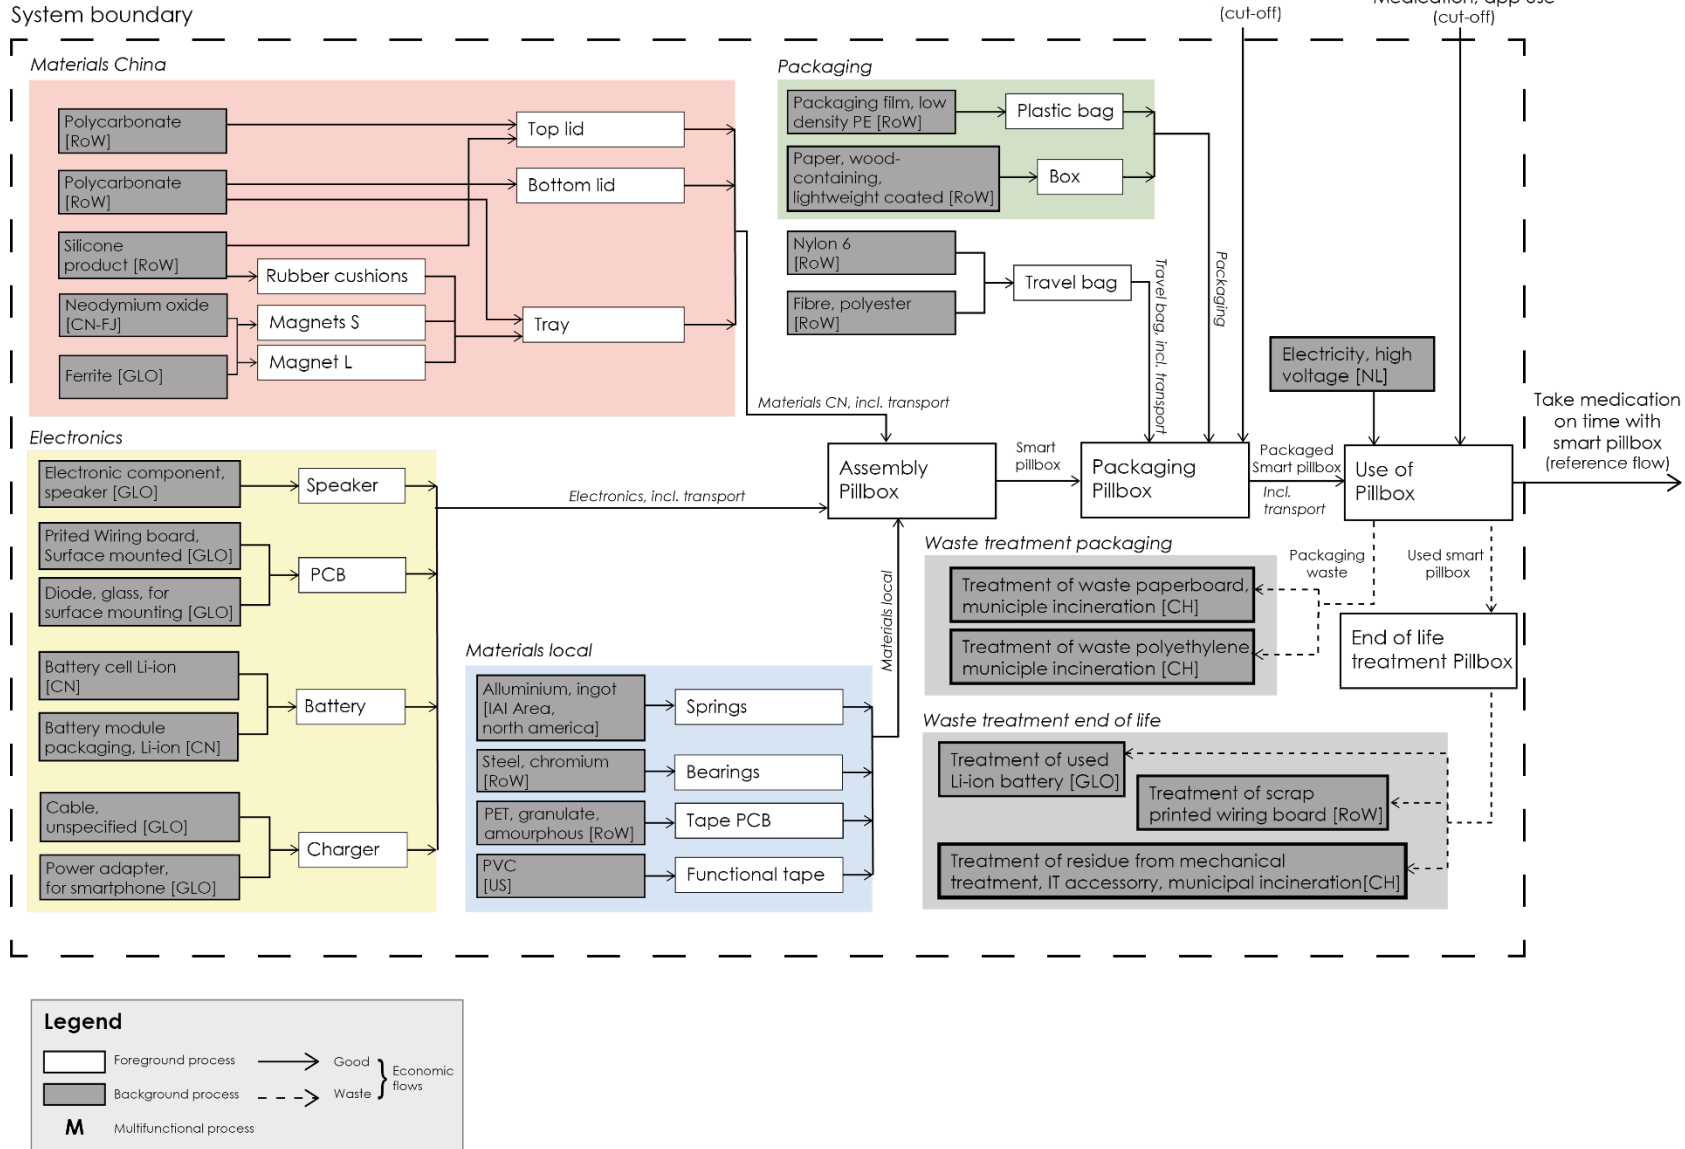 System boundary
(cut-off)
Medication, app use
(cut-off)
Materials China
Polycarbonate
[RoW]
Polycarbonate
[RoW]
Silicone
product [RoW]
Neodymium oxide
[CN-FJ]
Ferrite [GLO]
Rubber cushions
Magnets S
Magnet L
Top lid
Bottom lid
Tray
Materials CN, incl. transport
Packaging
Packaging film, low
density PE [RoW]
Plastic bag
Paper, wood-
containing,
lightweight coated [RoW]
Box
Nylon 6
[RoW]
Fibre, polyester
[RoW]
Travel bag
Travel bag, incl. transport
Packaging
Electricity, high
voltage [NL]
Take medication
on time with
smart pillbox
(reference flow)
Electronics
Electronic component,
speaker [GLO]
Speaker
Prited Wiring board,
Surface mounted [GLO]
Diode, glass, for
surface mounting [GLO]
PCB
Battery cell Li-ion
[CN]
Battery module
packaging, Li-ion [CN]
Battery
Cable,
unspecified [GLO]
Power adapter,
for smartphone [GLO]
Charger
Electronics, incl. transport
Assembly
Pillbox
Smart
pillbox
Packaging
Pillbox
Packaged
Smart pillbox
Incl.
transport
Use of
Pillbox
Materials local
Materials local
Alluminium, ingot
[IAI Area,
north america]
Springs
Steel, chromium
[RoW]
Bearings
PET, granulate,
amourphous [RoW]
Tape PCB
PVC
[US]
Functional tape
Waste treatment packaging
Packaging
waste
Used smart
pillbox
Treatment of waste paperboard,
municiple incineration [CH]
Treatment of waste polyethylene,
municiple incineration [CH]
End of life
treatment Pillbox
Waste treatment end of life
Treatment of used
Li-ion battery [GLO]
Treatment of scrap
printed wiring board [RoW]
Treatment of residue from mechanical
treatment, IT accessorry, municipal incineration[CH]
Legend
Foreground process
Good
Background process
Waste
} Economic
flows
M Multifunctional process